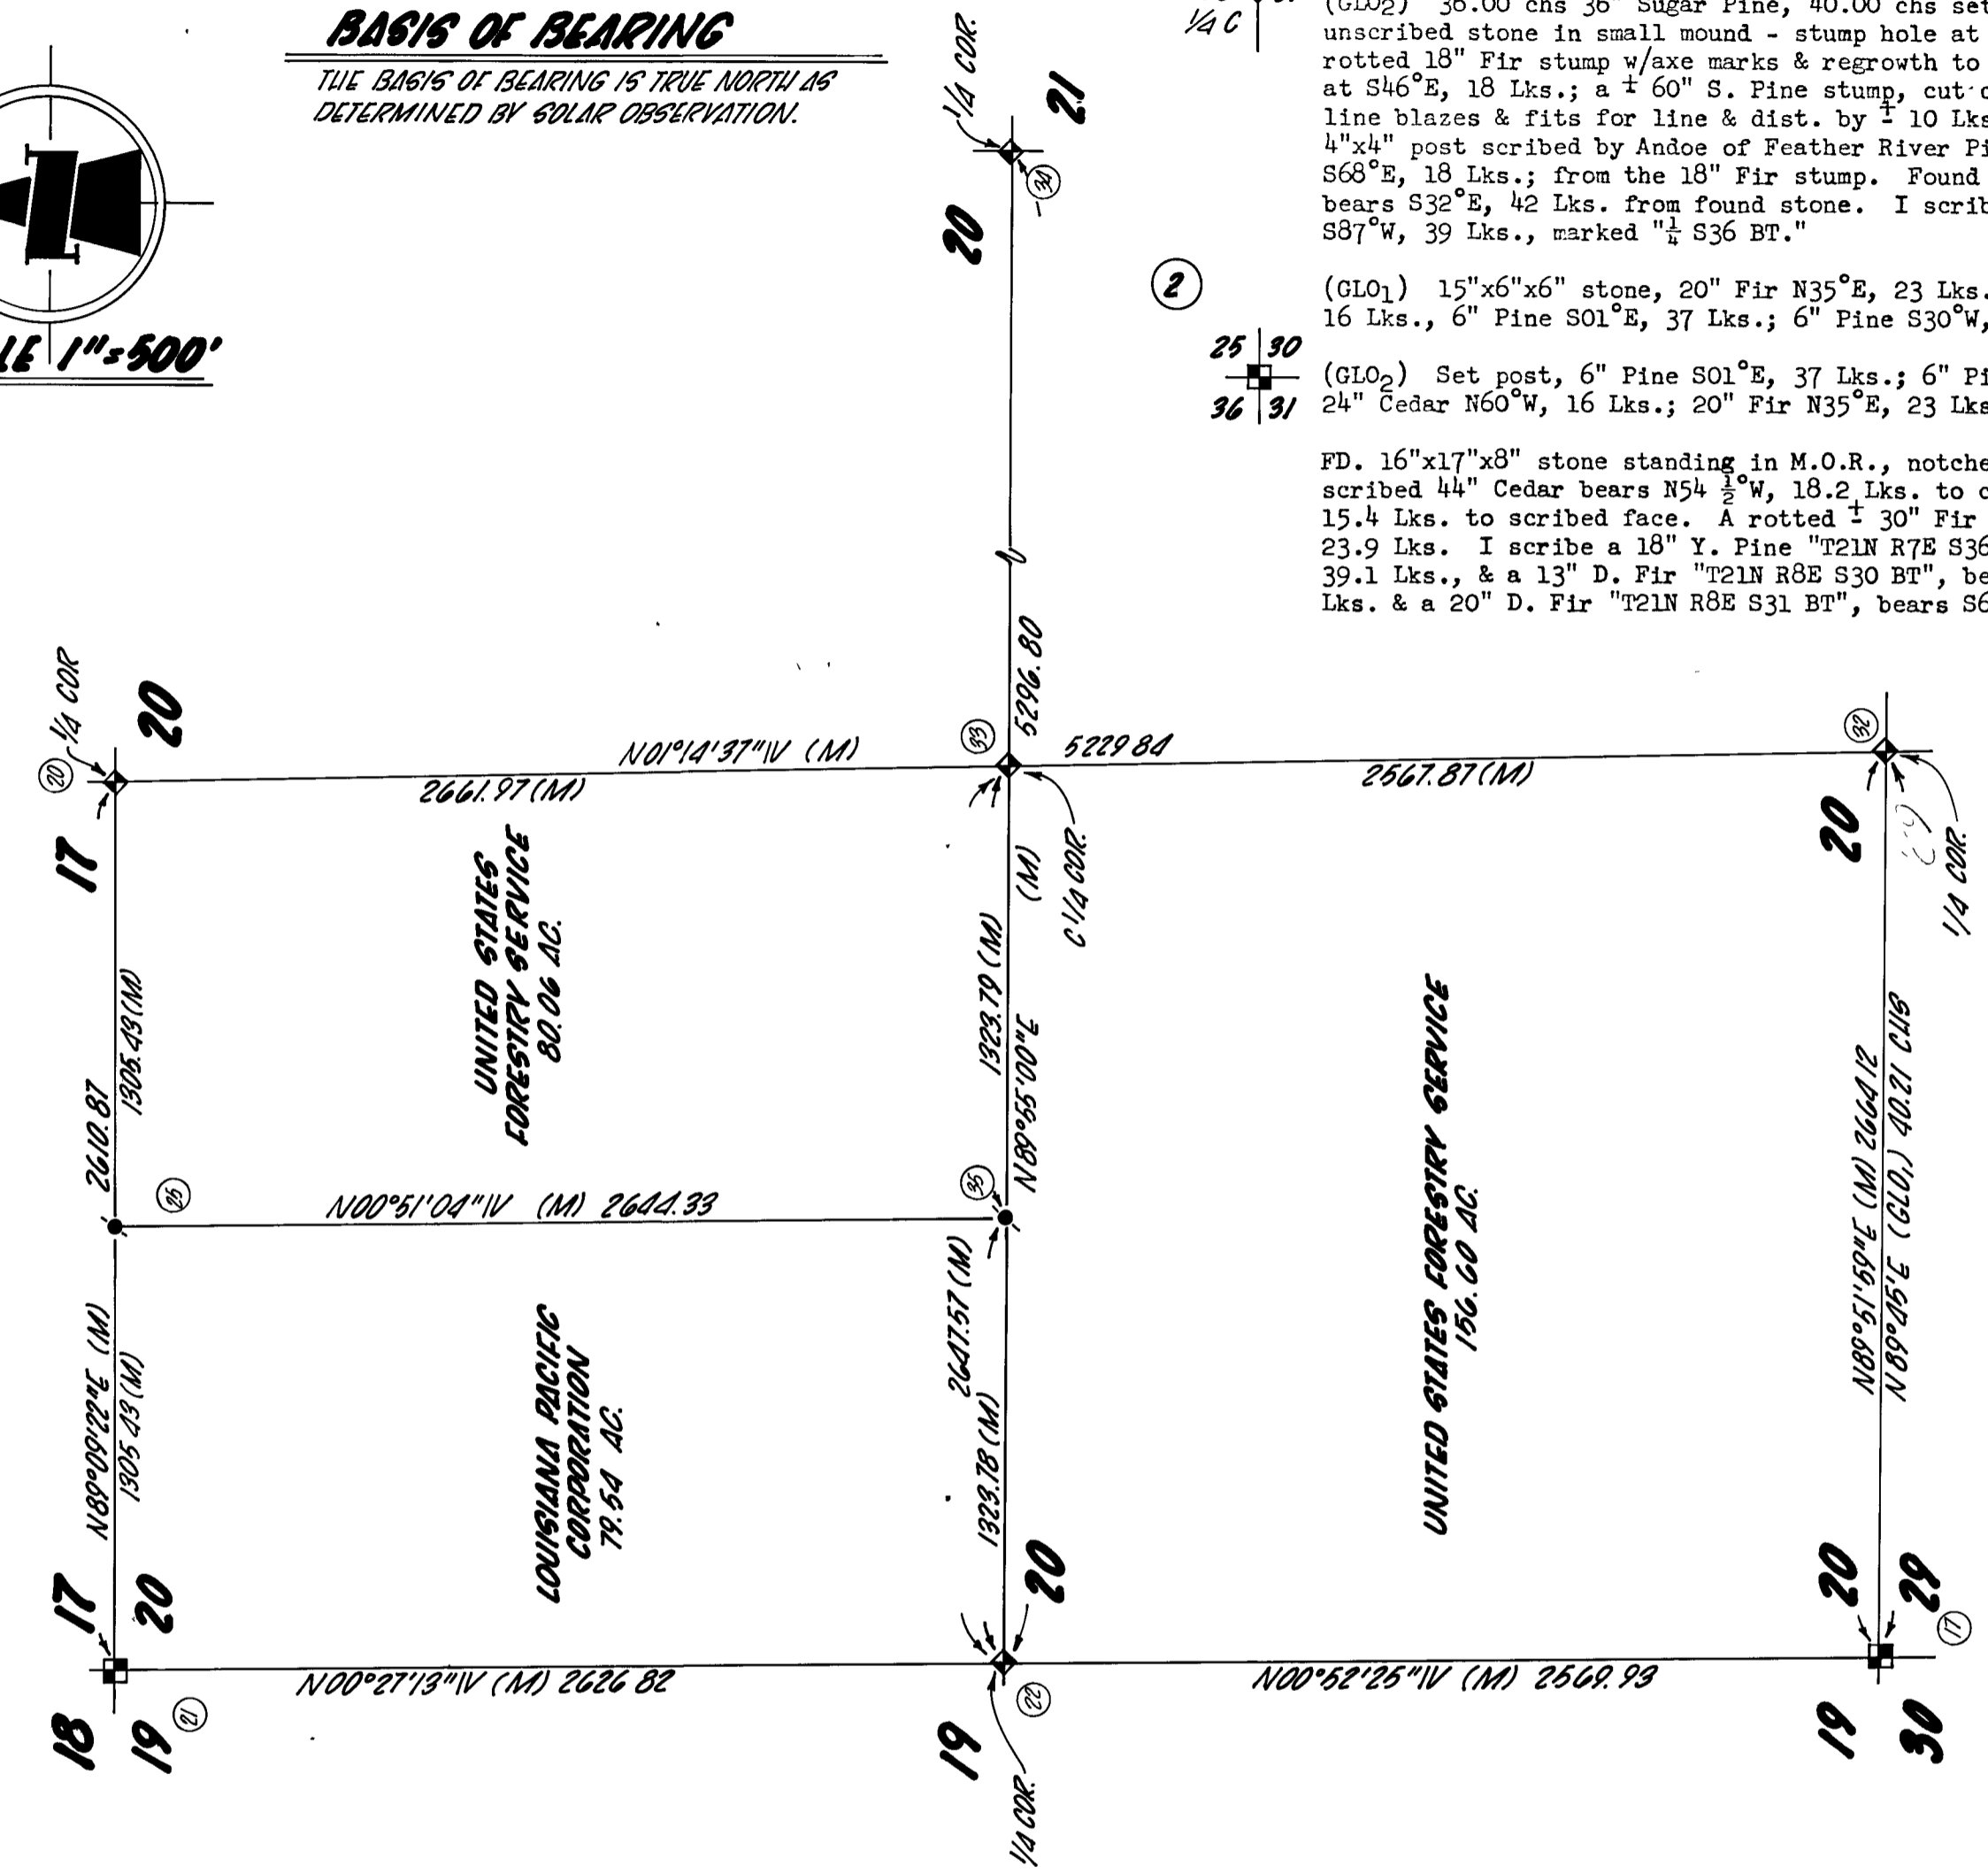 BASIS OF BEARING
THE BASIS OF BEARING IS TRUE NORTH AS
DETERMINED BY SOLAR OBSERVATION.
1"=500'
1/4 C
(GLO2) 36.00 chs 36" Sugar Pine, 40.00 chs set
unscribed stone in small mound - stump hole at
rotted 18" Fir stump w/axe marks & regrowth to
at S46°E, 18 Lks.; a ± 60" S. Pine stump, cut
line blazes & fits for line & dist. by ± 10 Lks
4"x4" post scribed by Andoe of Feather River
S68°E, 18 Lks.; from the 18" Fir stump. Found
bears S32°E, 42 Lks. from found stone. I
S87°W, 39 Lks., marked "¼ S36 BT."
2
(GLO1) 15"x6"x6" stone, 20" Fir N35°E, 23 Lks.
16 Lks., 6" Pine S01°E, 37 Lks.; 6" Pine S30°W,
25 30
36 31
(GLO2) Set post, 6" Pine S01°E, 37 Lks.; 6"
24" Cedar N60°W, 16 Lks.; 20" Fir N35°E, 23 Lks
FD. 16"x17"x8" stone standing in M.O.R.,
scribed 44" Cedar bears N54 ½°W, 18.2 Lks. to
15.4 Lks. to scribed face. A rotted ± 30" Fir
23.9 Lks. I scribe a 18" Y. Pine "T21N R7E S36
39.1 Lks., & a 13" D. Fir "T21N R8E S30 BT",
Lks. & a 20" D. Fir "T21N R8E S31 BT", bears
1/4 COR.
21
34
20
5296.80
20
1/4 COR
20
17
N01°14'37"W (M)
2661.97(M)
33
522984
2567.87(M)
32
20
1/4 COR.
C 1/4 COR.
UNITED STATES
FORESTRY SERVICE
80.06 AC.
1305.43(M)
2610.87
1323.79(M)
(M)
N89°55'00"E
25
N00°51'04"W (M) 2644.33
35
UNITED STATES FORESTRY SERVICE
156.60 AC.
N89°51'59"E (M) 266412
N89°45'E (GLO1) 40.21 CHS
N89°09'22"E (M)
1305 43(M)
LOUISIANA PACIFIC
CORPORATION
79.54 AC.
2647.57(M)
1323.78(M)
17
20
18
19
21
N00°27'13"W (M) 2626 82
20
19
22
1/4 COR.
N00°52'25"W (M) 2569.93
20
29
19
30
17